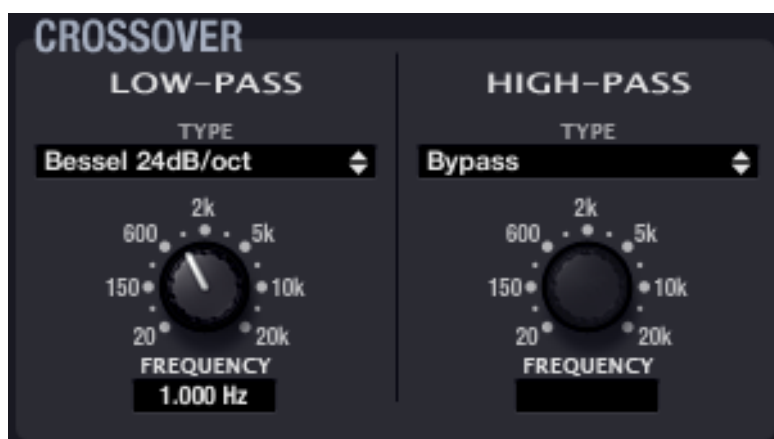 CROSSOVER
LOW-PASS
TYPE
Bessel 24dB/oct
2k
600
5k
150
10k
20
20k
FREQUENCY
1.000 Hz
HIGH-PASS
TYPE
Bypass
2k
600
5k
150
10k
20
20k
FREQUENCY